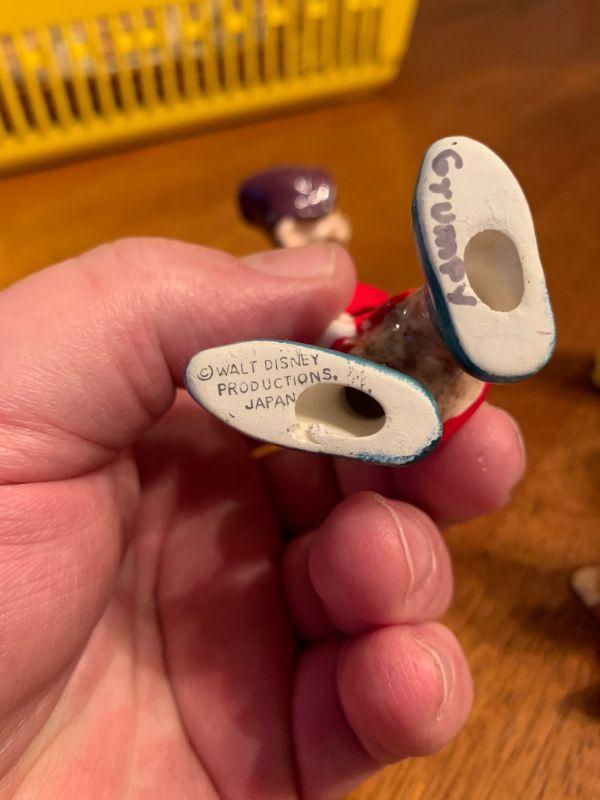 ©WALT DISNEY
PRODUCTIONS.
JAPAN
Grumpy